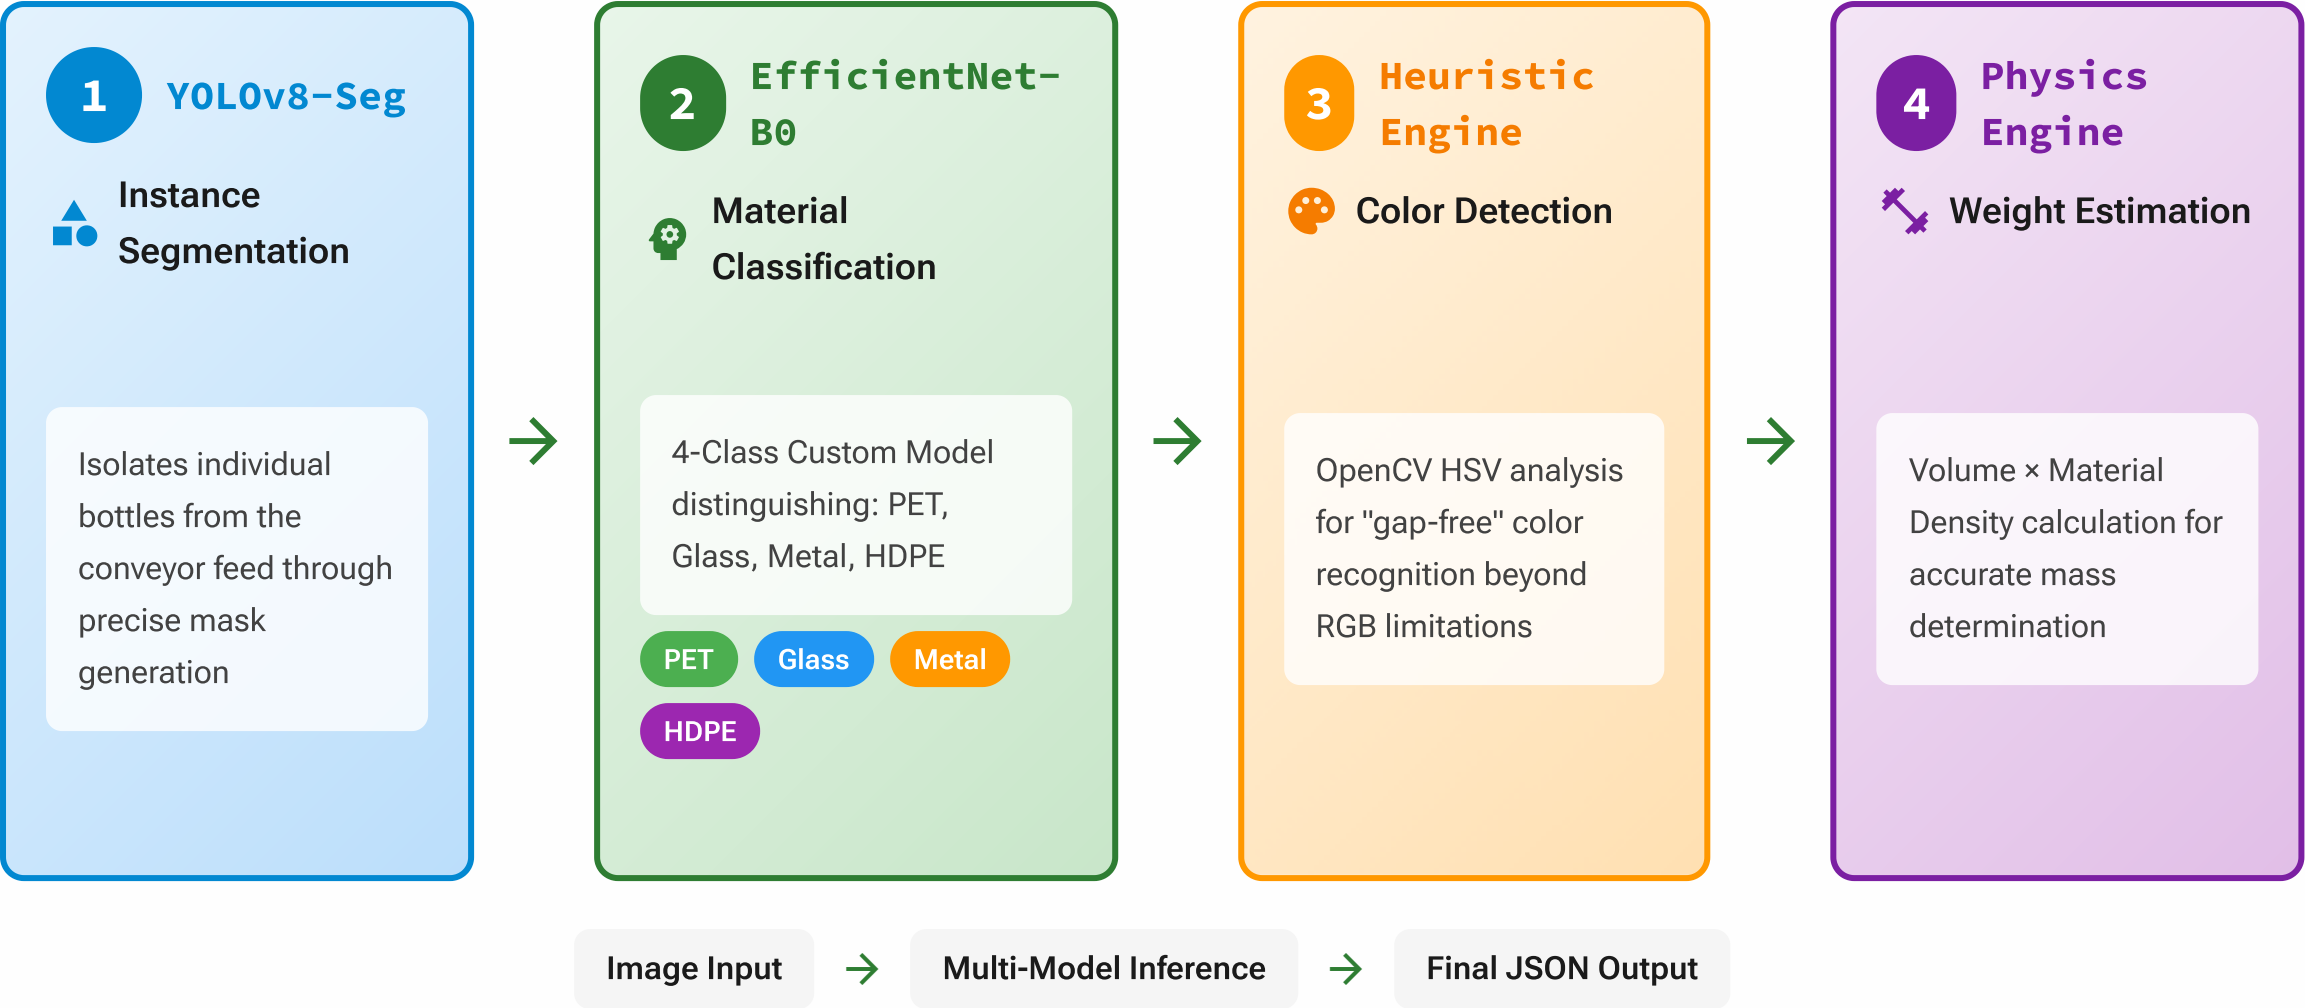 1
YOLOv8-Seg
Instance
Segmentation
Isolates individual
bottles from the
conveyor feed through
precise mask
generation
2
EfficientNet-
B0
Material
Classification
4-Class Custom Model
distinguishing: PET,
Glass, Metal, HDPE
PET
Glass
Metal
HDPE
3
Heuristic
Engine
Color Detection
OpenCV HSV analysis
for "gap-free" color
recognition beyond
RGB limitations
4
Physics
Engine
Weight Estimation
Volume × Material
Density calculation for
accurate mass
determination
Image Input
Multi-Model Inference
Final JSON Output